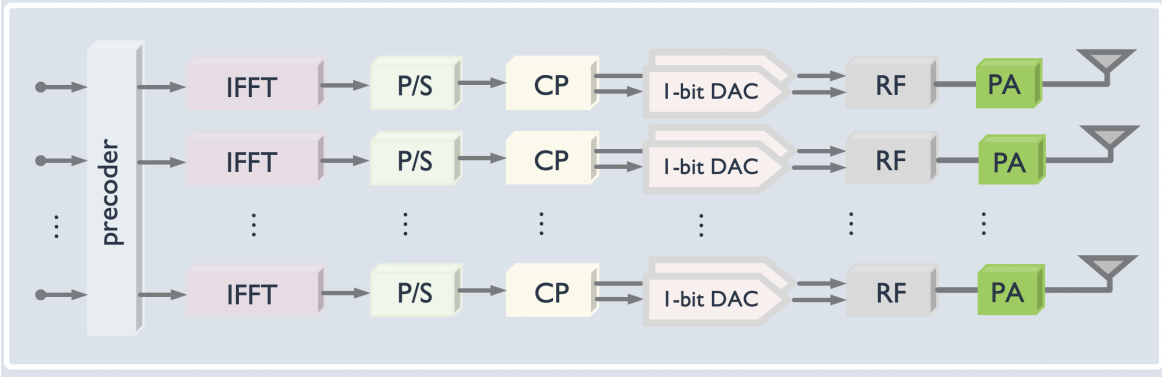 precoder
IFFT P/S CP 1-bit DAC RF PA
IFFT P/S CP 1-bit DAC RF PA
IFFT P/S CP 1-bit DAC RF PA